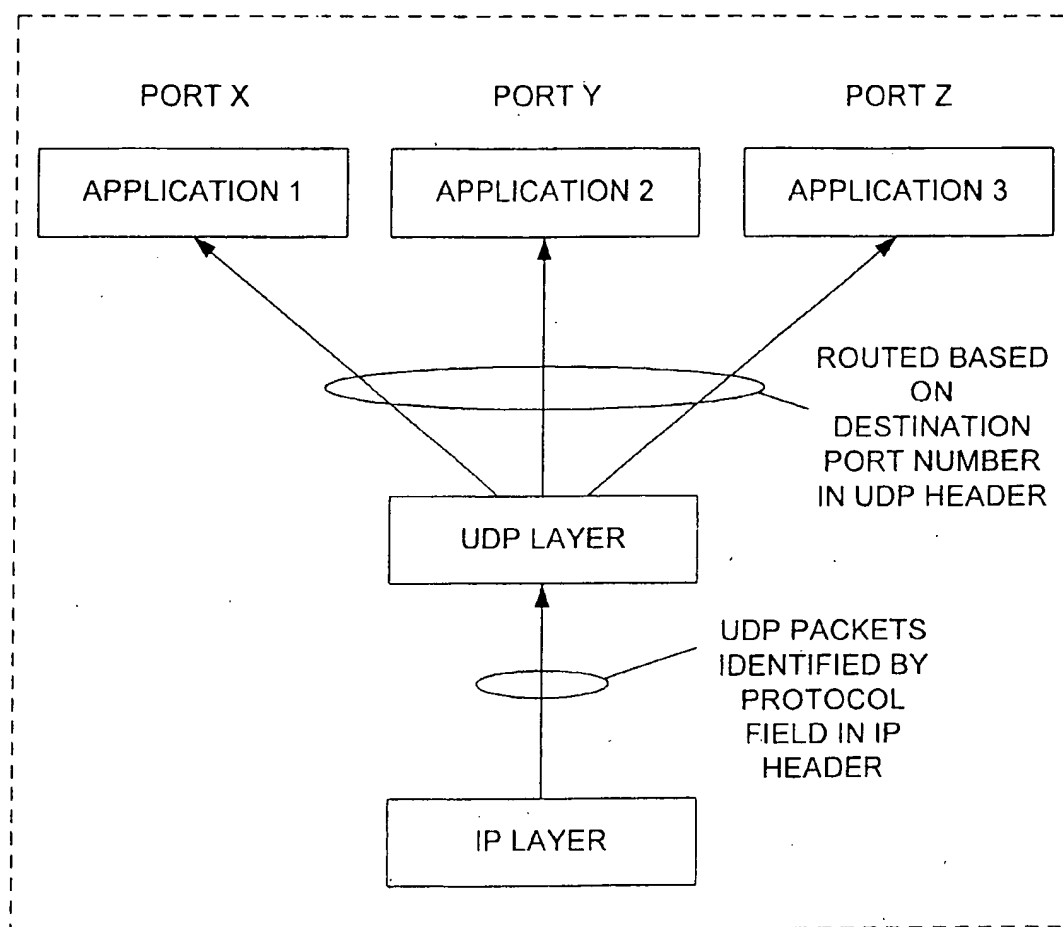 PORT X
PORT Y
PORT Z
APPLICATION 1
APPLICATION 2
APPLICATION 3
ROUTED BASED
ON
DESTINATION
PORT NUMBER
IN UDP HEADER
UDP LAYER
UDP PACKETS
IDENTIFIED BY
PROTOCOL
FIELD IN IP
HEADER
IP LAYER